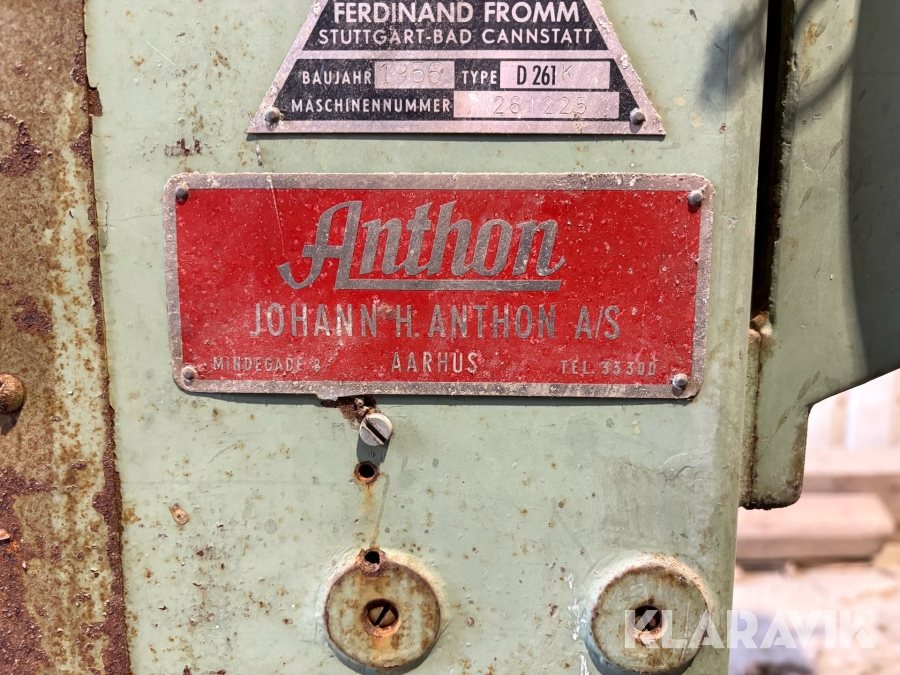 FERDINAND FROMM
STUTTGART-BAD CANNSTATT
BAUJAHR 1956 TYPE D 261 K
MASCHINENNUMMER 261225
Anthon
JOHANN H. ANTHON A/S
MINDEGADE 8 AARHUS TEL. 33300
KLARAVIK